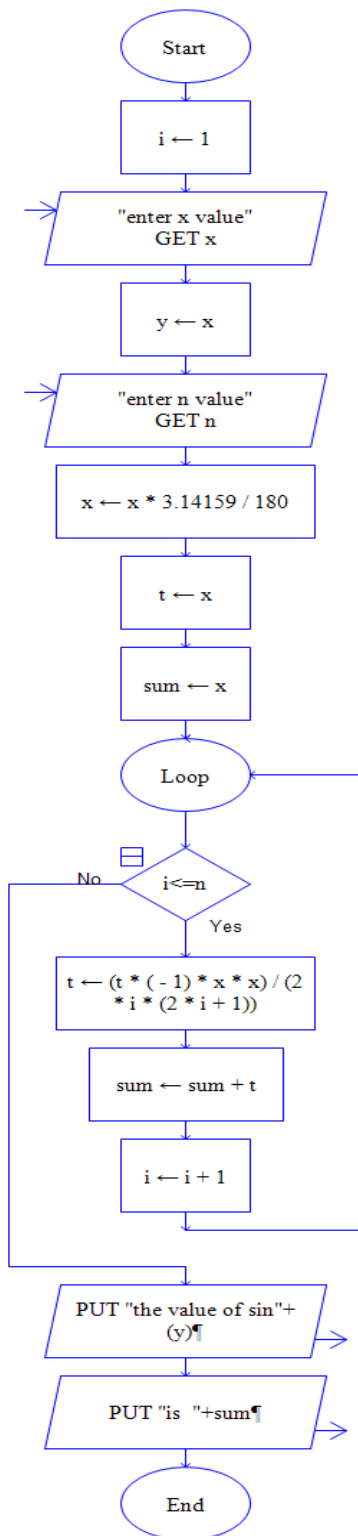 Start
i ← 1
"enter x value"
GET x
y ← x
"enter n value"
GET n
x ← x * 3.14159 / 180
t ← x
sum ← x
Loop
No
i<=n
Yes
t ← (t * ( - 1) * x * x) / (2
* i * (2 * i + 1))
sum ← sum + t
i ← i + 1
PUT "the value of sin"+
(y)¶
PUT "is  "+sum¶
End